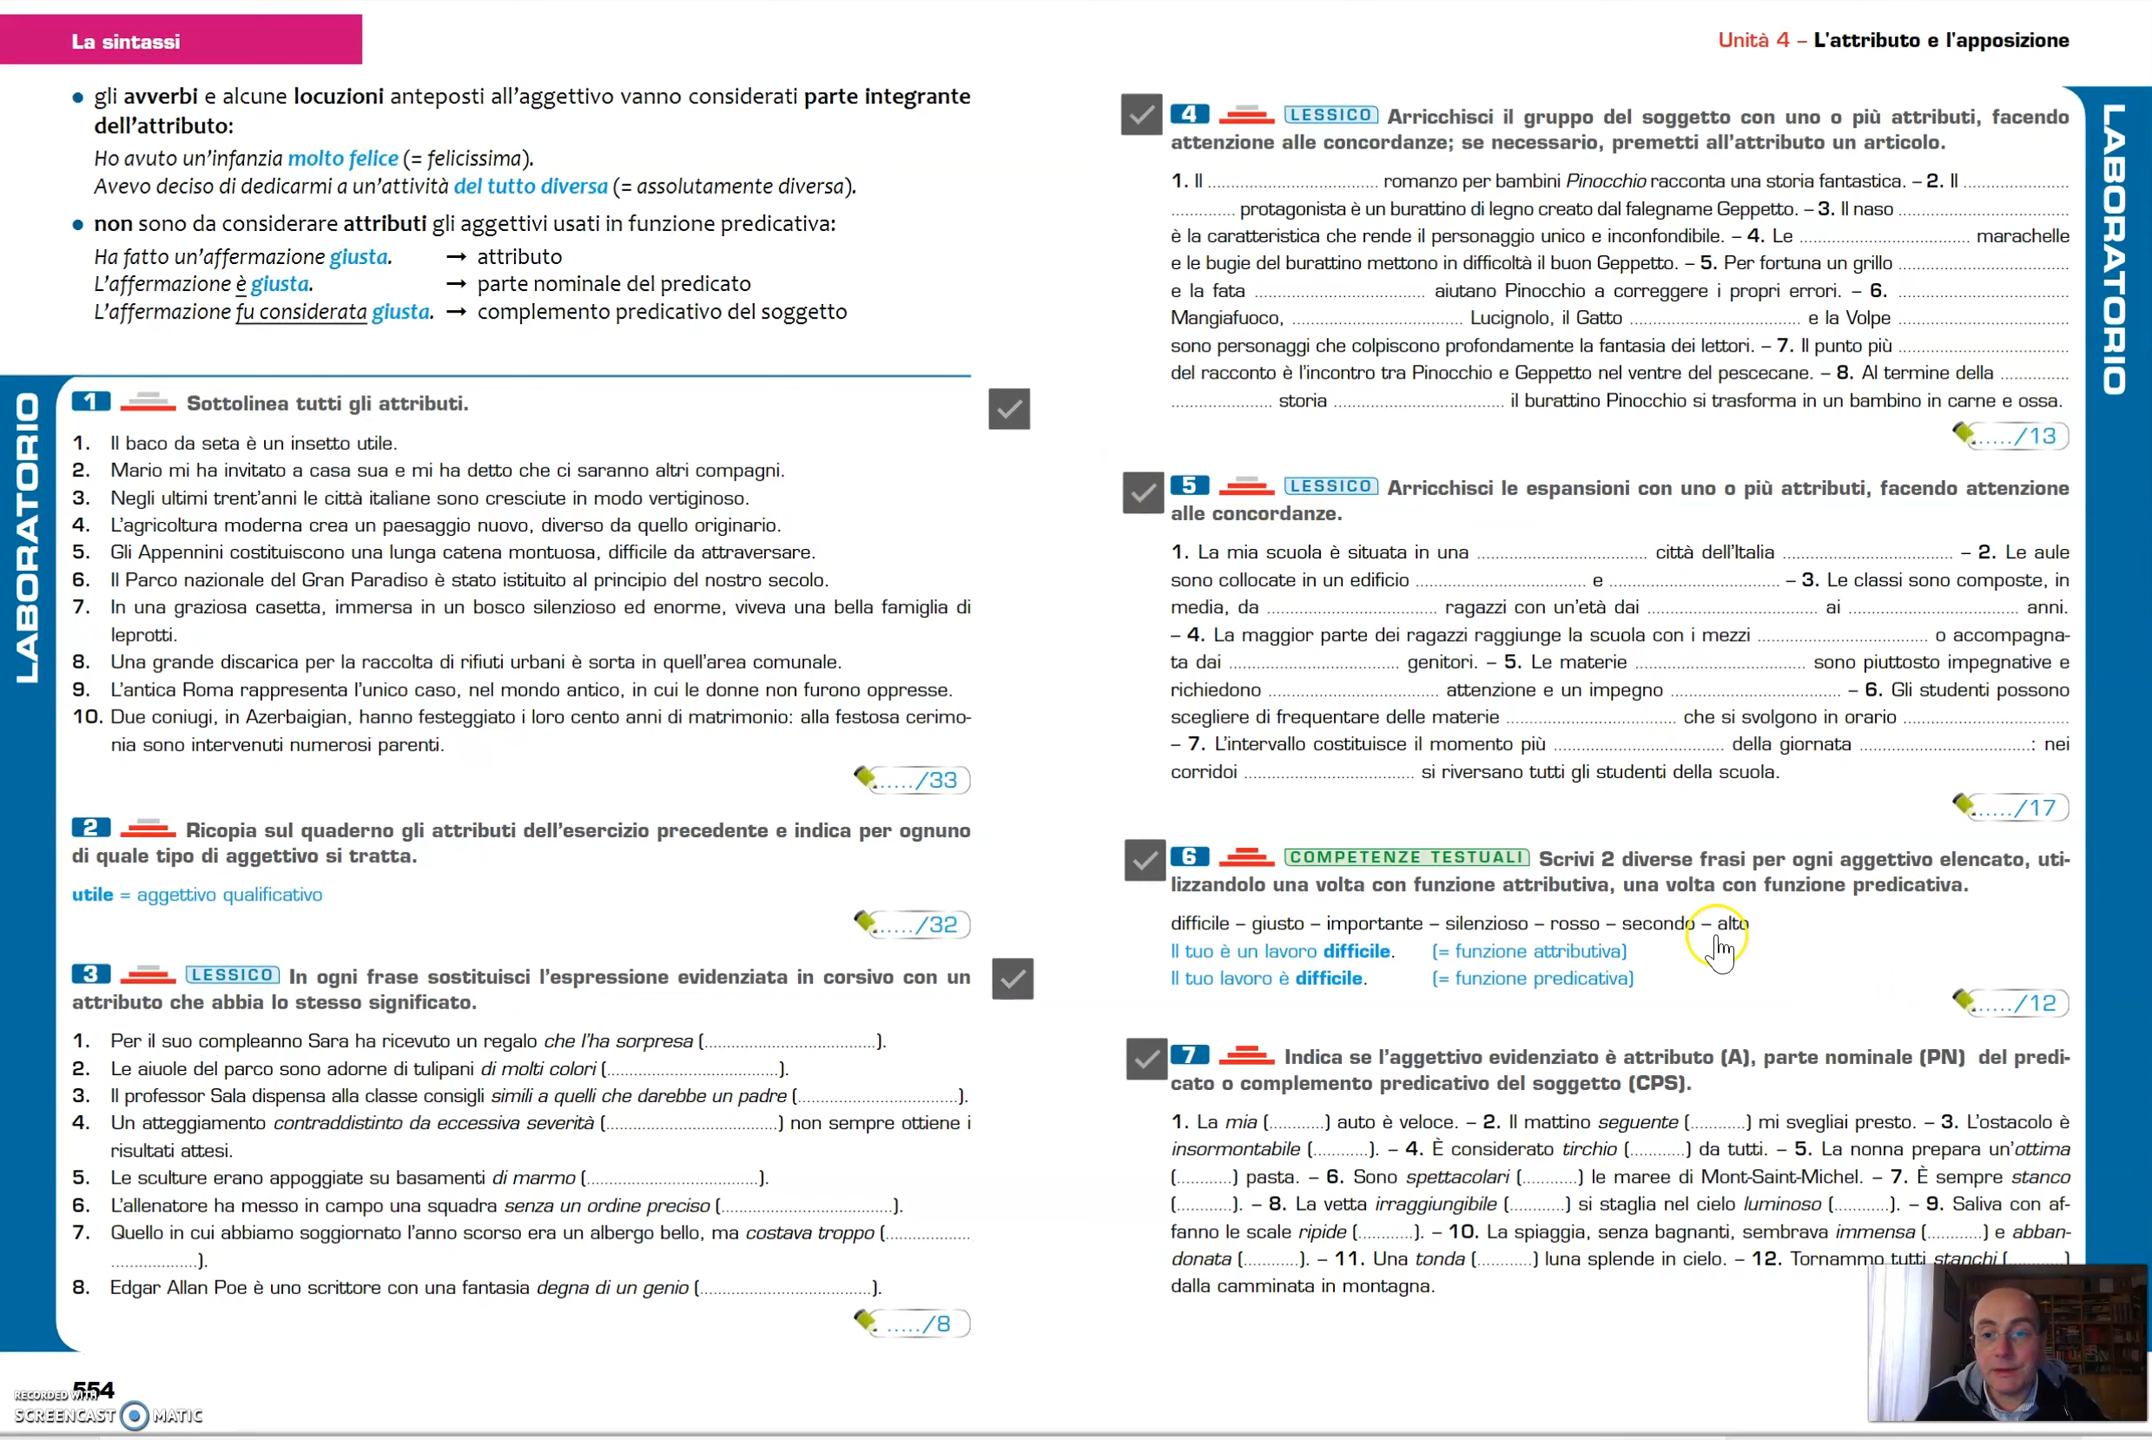 La sintassi
Unità 4 – L'attributo e l'apposizione
• gli avverbi e alcune locuzioni anteposti all'aggettivo vanno considerati parte integrante
dell'attributo:
Ho avuto un'infanzia molto felice (= felicissima).
Avevo deciso di dedicarmi a un'attività del tutto diversa (= assolutamente diversa).
• non sono da considerare attributi gli aggettivi usati in funzione predicativa:
Ha fatto un'affermazione giusta. → attributo
L'affermazione è giusta. → parte nominale del predicato
L'affermazione fu considerata giusta. → complemento predicativo del soggetto
LABORATORIO
1 Sottolinea tutti gli attributi.
1. Il baco da seta è un insetto utile.
2. Mario mi ha invitato a casa sua e mi ha detto che ci saranno altri compagni.
3. Negli ultimi trent'anni le città italiane sono cresciute in modo vertiginoso.
4. L'agricoltura moderna crea un paesaggio nuovo, diverso da quello originario.
5. Gli Appennini costituiscono una lunga catena montuosa, difficile da attraversare.
6. Il Parco nazionale del Gran Paradiso è stato istituito al principio del nostro secolo.
7. In una graziosa casetta, immersa in un bosco silenzioso ed enorme, viveva una bella famiglia di
leprotti.
8. Una grande discarica per la raccolta di rifiuti urbani è sorta in quell'area comunale.
9. L'antica Roma rappresenta l'unico caso, nel mondo antico, in cui le donne non furono oppresse.
10. Due coniugi, in Azerbaigian, hanno festeggiato i loro cento anni di matrimonio: alla festosa cerimo-
nia sono intervenuti numerosi parenti.
...../33
2 Ricopia sul quaderno gli attributi dell'esercizio precedente e indica per ognuno
di quale tipo di aggettivo si tratta.
utile = aggettivo qualificativo
...../32
3 LESSICO In ogni frase sostituisci l'espressione evidenziata in corsivo con un
attributo che abbia lo stesso significato.
1. Per il suo compleanno Sara ha ricevuto un regalo che l'ha sorpresa (..............................).
2. Le aiuole del parco sono adorne di tulipani di molti colori (..............................).
3. Il professor Sala dispensa alla classe consigli simili a quelli che darebbe un padre (..............................).
4. Un atteggiamento contraddistinto da eccessiva severità (..............................) non sempre ottiene i
risultati attesi.
5. Le sculture erano appoggiate su basamenti di marmo (..............................).
6. L'allenatore ha messo in campo una squadra senza un ordine preciso (..............................).
7. Quello in cui abbiamo soggiornato l'anno scorso era un albergo bello, ma costava troppo (...............
...............).
8. Edgar Allan Poe è uno scrittore con una fantasia degna di un genio (..............................).
...../8
554
RECORDED WITH
SCREENCAST MATIC
4 LESSICO Arricchisci il gruppo del soggetto con uno o più attributi, facendo
attenzione alle concordanze; se necessario, premetti all'attributo un articolo.
1. Il .............................. romanzo per bambini Pinocchio racconta una storia fantastica. – 2. Il ...................
........... protagonista è un burattino di legno creato dal falegname Geppetto. – 3. Il naso ..............................
è la caratteristica che rende il personaggio unico e inconfondibile. – 4. Le .............................. marachelle
e le bugie del burattino mettono in difficoltà il buon Geppetto. – 5. Per fortuna un grillo ..............................
e la fata .............................. aiutano Pinocchio a correggere i propri errori. – 6. ..............................
Mangiafuoco, .............................. Lucignolo, il Gatto .............................. e la Volpe ..............................
sono personaggi che colpiscono profondamente la fantasia dei lettori. – 7. Il punto più ..............................
del racconto è l'incontro tra Pinocchio e Geppetto nel ventre del pescecane. – 8. Al termine della ............
.................. storia .............................. il burattino Pinocchio si trasforma in un bambino in carne e ossa.
...../13
5 LESSICO Arricchisci le espansioni con uno o più attributi, facendo attenzione
alle concordanze.
1. La mia scuola è situata in una .............................. città dell'Italia .............................. – 2. Le aule
sono collocate in un edificio .............................. e .............................. – 3. Le classi sono composte, in
media, da .............................. ragazzi con un'età dai .............................. ai .............................. anni.
– 4. La maggior parte dei ragazzi raggiunge la scuola con i mezzi .............................. o accompagna-
ta dai .............................. genitori. – 5. Le materie .............................. sono piuttosto impegnative e
richiedono .............................. attenzione e un impegno .............................. – 6. Gli studenti possono
scegliere di frequentare delle materie .............................. che si svolgono in orario ..............................
– 7. L'intervallo costituisce il momento più .............................. della giornata .............................. : nei
corridoi .............................. si riversano tutti gli studenti della scuola.
...../17
6 COMPETENZE TESTUALI Scrivi 2 diverse frasi per ogni aggettivo elencato, uti-
lizzandolo una volta con funzione attributiva, una volta con funzione predicativa.
difficile – giusto – importante – silenzioso – rosso – secondo – alto
Il tuo è un lavoro difficile. (= funzione attributiva)
Il tuo lavoro è difficile. (= funzione predicativa)
...../12
7 Indica se l'aggettivo evidenziato è attributo (A), parte nominale (PN) del predi-
cato o complemento predicativo del soggetto (CPS).
1. La mia (..........) auto è veloce. – 2. Il mattino seguente (..........) mi svegliai presto. – 3. L'ostacolo è
insormontabile (..........). – 4. È considerato tirchio (..........) da tutti. – 5. La nonna prepara un'ottima
(..........) pasta. – 6. Sono spettacolari (..........) le maree di Mont-Saint-Michel. – 7. È sempre stanco
(..........). – 8. La vetta irraggiungibile (..........) si staglia nel cielo luminoso (..........). – 9. Saliva con af-
fanno le scale ripide (..........). – 10. La spiaggia, senza bagnanti, sembrava immensa (..........) e abban-
donata (..........). – 11. Una tonda (..........) luna splende in cielo. – 12. Tornammo tutti stanchi (..........)
dalla camminata in montagna.
LABORATORIO